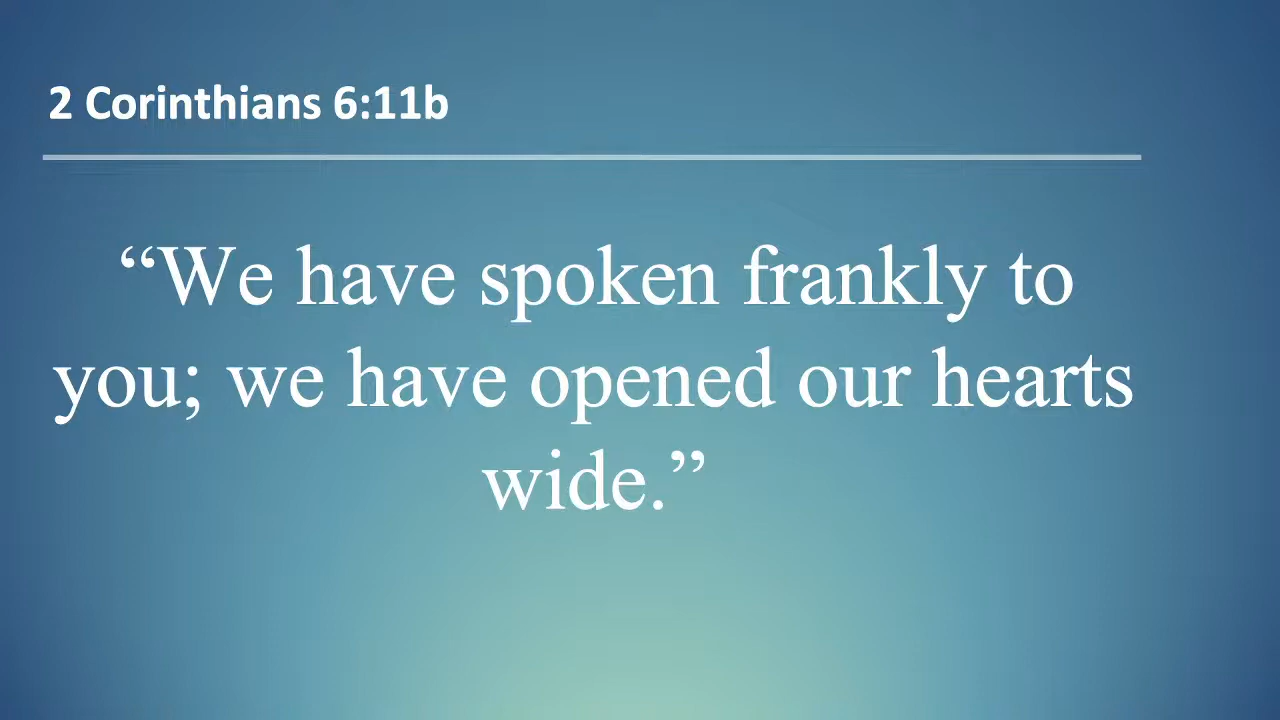 2 Corinthians 6:11b
“We have spoken frankly to
you; we have opened our hearts
wide.”